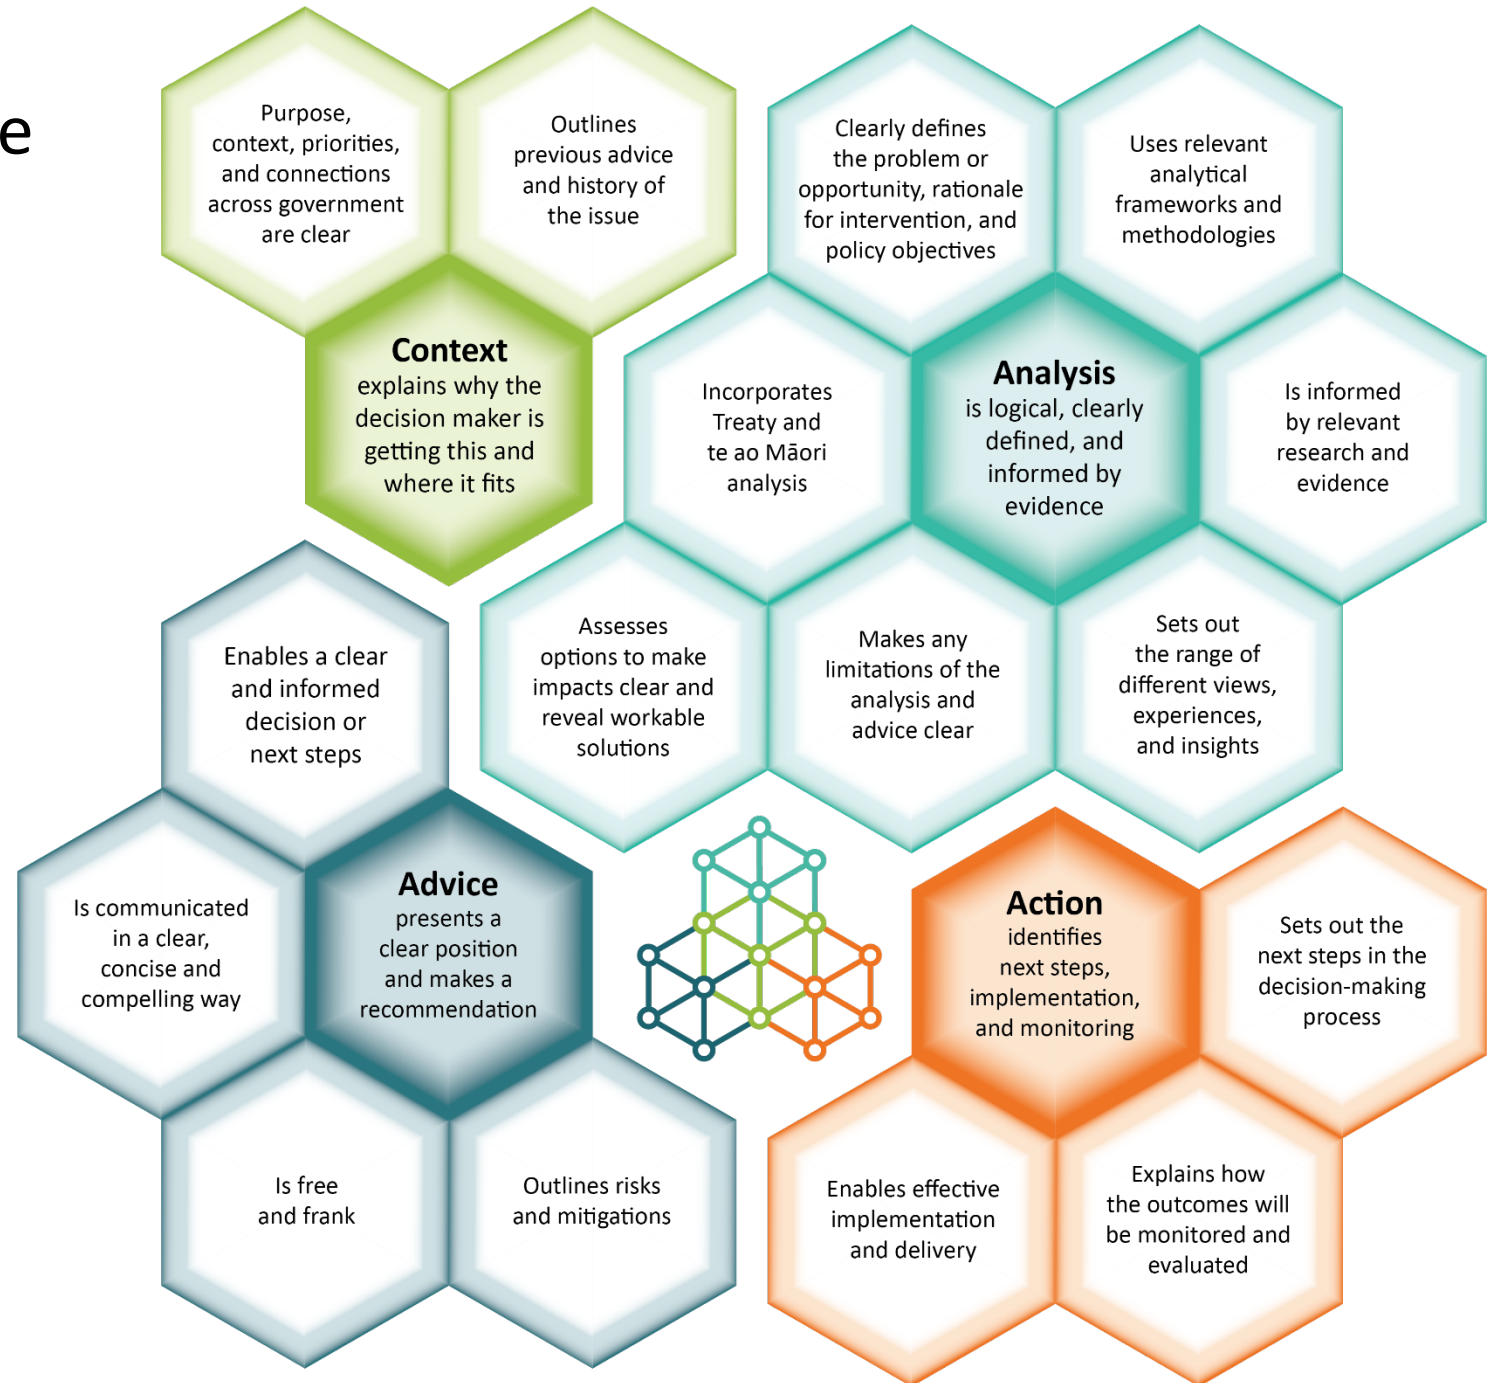 e
Purpose,
context, priorities,
and connections
across government
are clear
Outlines
previous advice
and history of
the issue
Context
explains why the
decision maker is
getting this and
where it fits
Clearly defines
the problem or
opportunity, rationale
for intervention, and
policy objectives
Uses relevant
analytical
frameworks and
methodologies
Incorporates
Treaty and
te ao Māori
analysis
Analysis
is logical, clearly
defined, and
informed by
evidence
Is informed
by relevant
research and
evidence
Assesses
options to make
impacts clear and
reveal workable
solutions
Makes any
limitations of the
analysis and
advice clear
Sets out
the range of
different views,
experiences,
and insights
Enables a clear
and informed
decision or
next steps
Is communicated
in a clear,
concise and
compelling way
Advice
presents a
clear position
and makes a
recommendation
Is free
and frank
Outlines risks
and mitigations
Action
identifies
next steps,
implementation,
and monitoring
Sets out the
next steps in the
decision-making
process
Enables effective
implementation
and delivery
Explains how
the outcomes will
be monitored and
evaluated